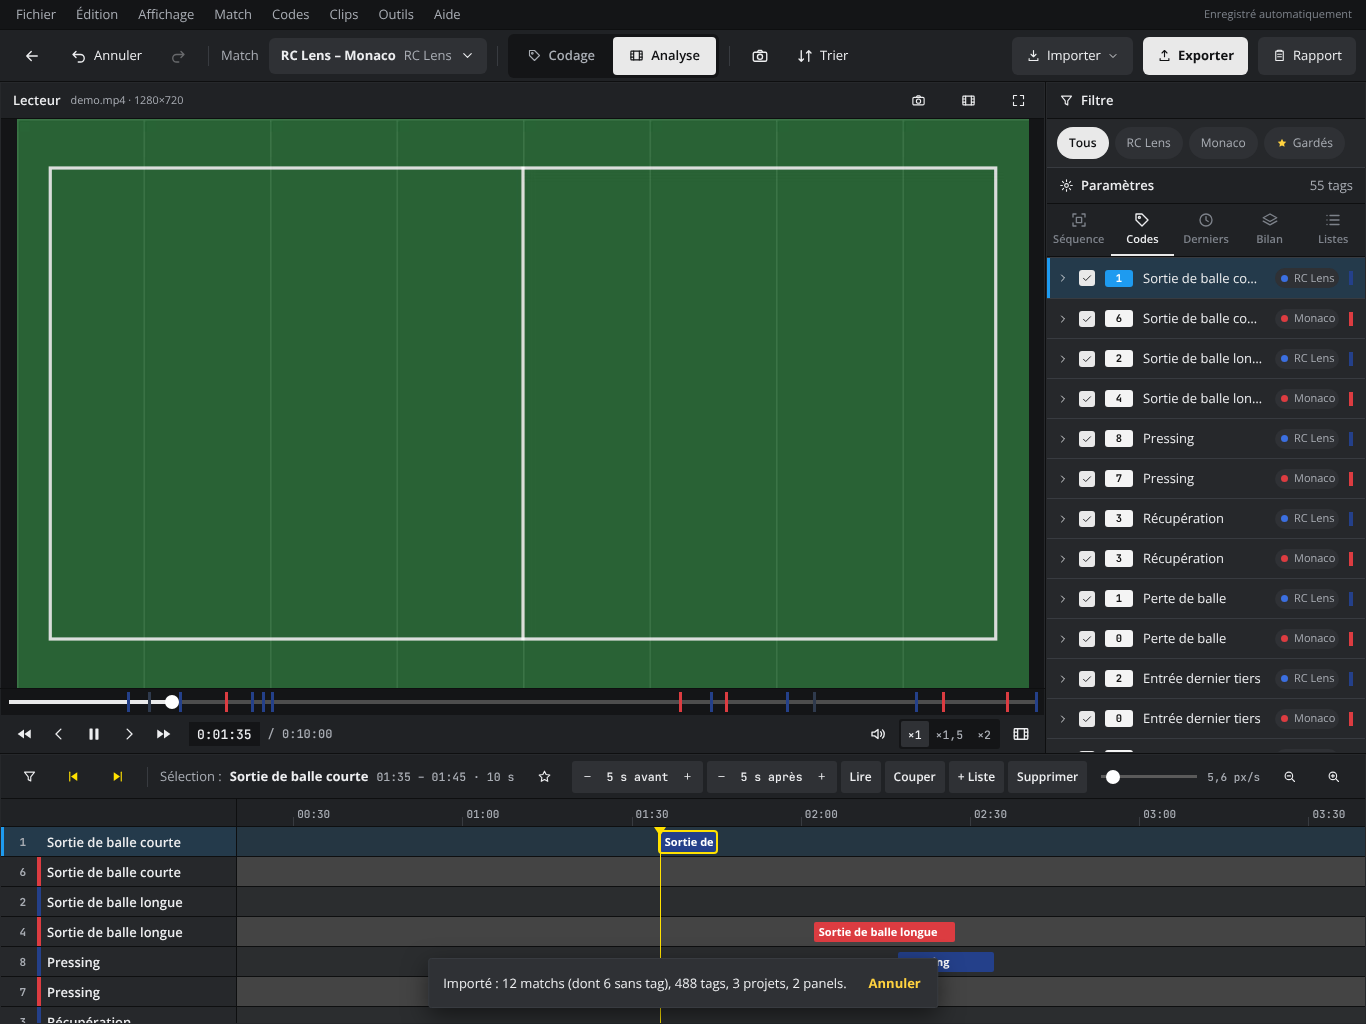 Fichier Édition Affichage Match Codes Clips Outils Aide Enregistré automatiquement
Annuler Match RC Lens – Monaco RC Lens Codage Analyse Trier Importer Exporter Rapport
Lecteur demo.mp4 · 1280×720
Filtre
Tous RC Lens Monaco Gardés
Paramètres 55 tags
Séquence Codes Derniers Bilan Listes
1 Sortie de balle co... RC Lens
6 Sortie de balle co... Monaco
2 Sortie de balle lon... RC Lens
4 Sortie de balle lon... Monaco
8 Pressing RC Lens
7 Pressing Monaco
3 Récupération RC Lens
3 Récupération Monaco
1 Perte de balle RC Lens
0 Perte de balle Monaco
2 Entrée dernier tiers RC Lens
0 Entrée dernier tiers Monaco
0:01:35 / 0:10:00 ×1 ×1,5 ×2
Sélection : Sortie de balle courte 01:35 – 01:45 · 10 s − 5 s avant + − 5 s après + Lire Couper + Liste Supprimer 5,6 px/s
00:30 01:00 01:30 02:00 02:30 03:00 03:30
1 Sortie de balle courte Sortie de
6 Sortie de balle courte
2 Sortie de balle longue
4 Sortie de balle longue Sortie de balle longue
8 Pressing
7 Pressing
3 Récupération
Importé : 12 matchs (dont 6 sans tag), 488 tags, 3 projets, 2 panels. Annuler